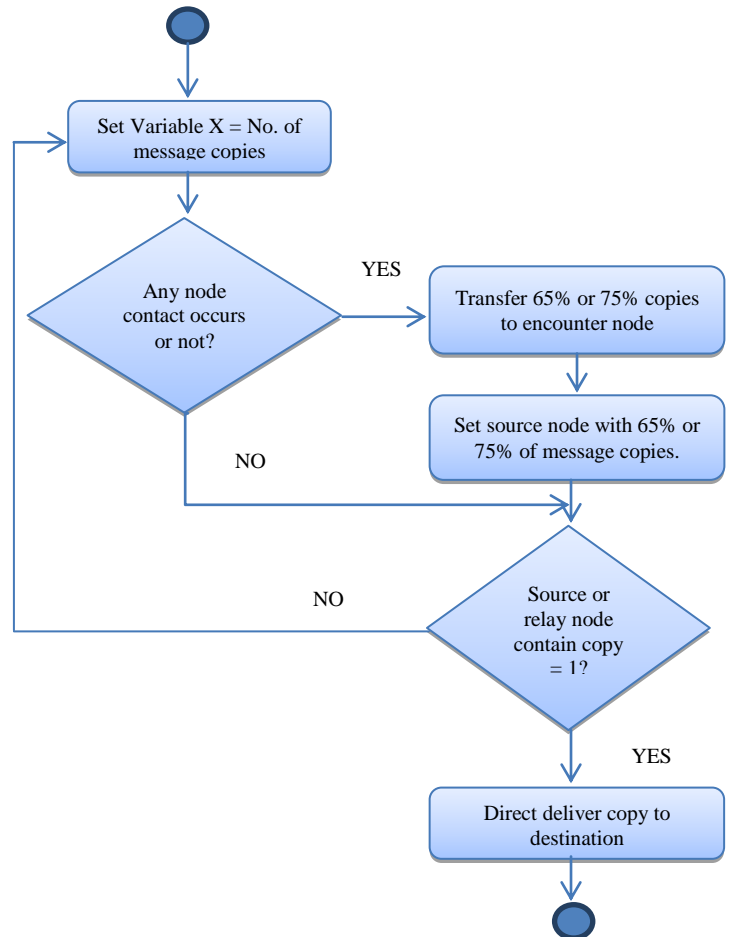 Set Variable X = No. of
message copies
Any node
contact occurs
or not?
YES
Transfer 65% or 75% copies
to encounter node
Set source node with 65% or
75% of message copies.
NO
Source or
relay node
contain copy
= 1?
NO
YES
Direct deliver copy to
destination